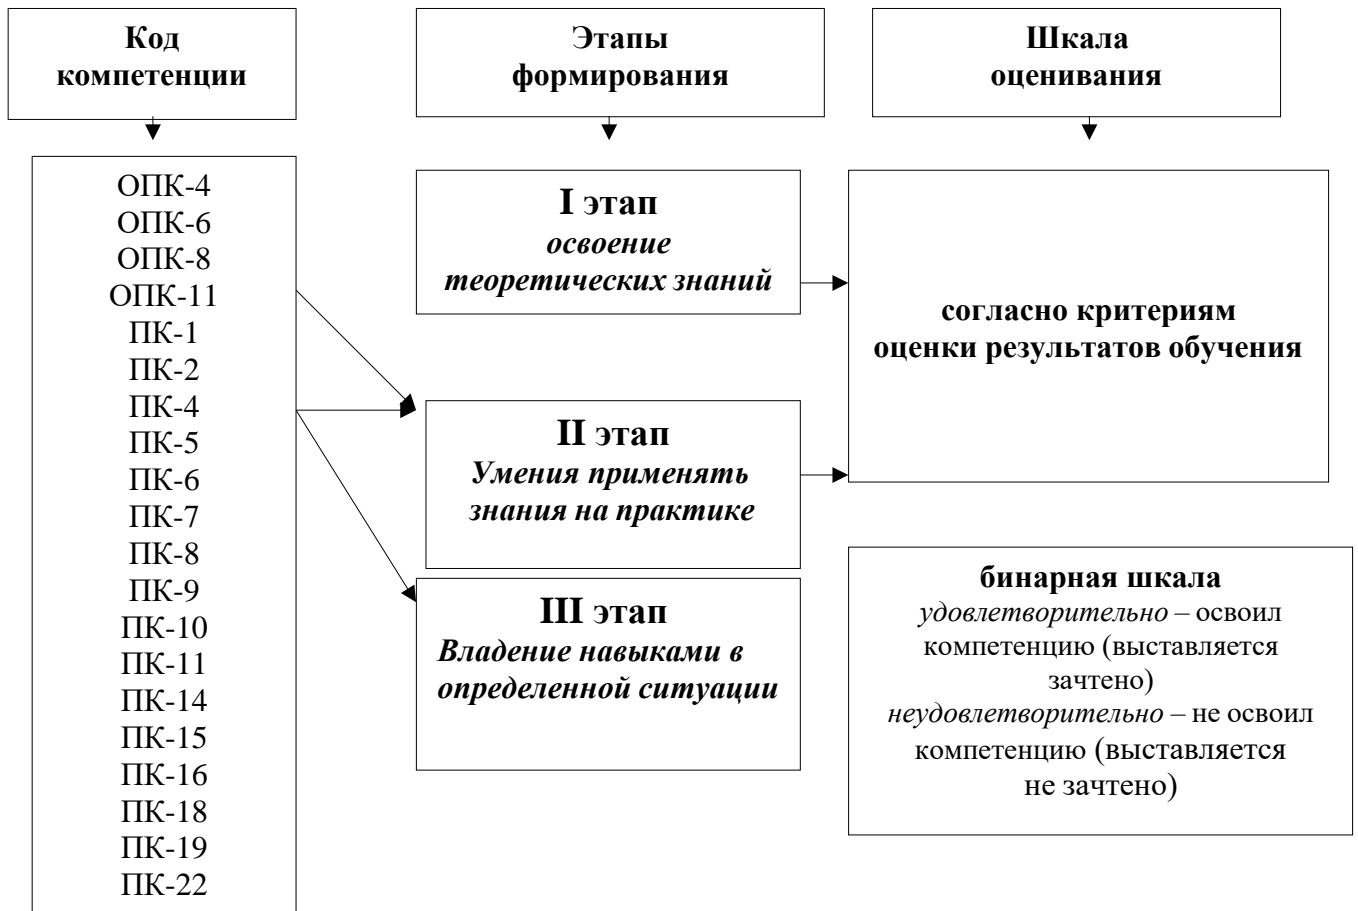 Код
компетенции
Этапы
формирования
Шкала
оценивания
ОПК-4
ОПК-6
ОПК-8
ОПК-11
ПК-1
ПК-2
ПК-4
ПК-5
ПК-6
ПК-7
ПК-8
ПК-9
ПК-10
ПК-11
ПК-14
ПК-15
ПК-16
ПК-18
ПК-19
ПК-22
I этап
освоение
теоретических знаний
II этап
Умения применять
знания на практике
III этап
Владение навыками в
определенной ситуации
согласно критериям
оценки результатов обучения
бинарная шкала
удовлетворительно – освоил
компетенцию (выставляется
зачтено)
неудовлетворительно – не освоил
компетенцию (выставляется
не зачтено)